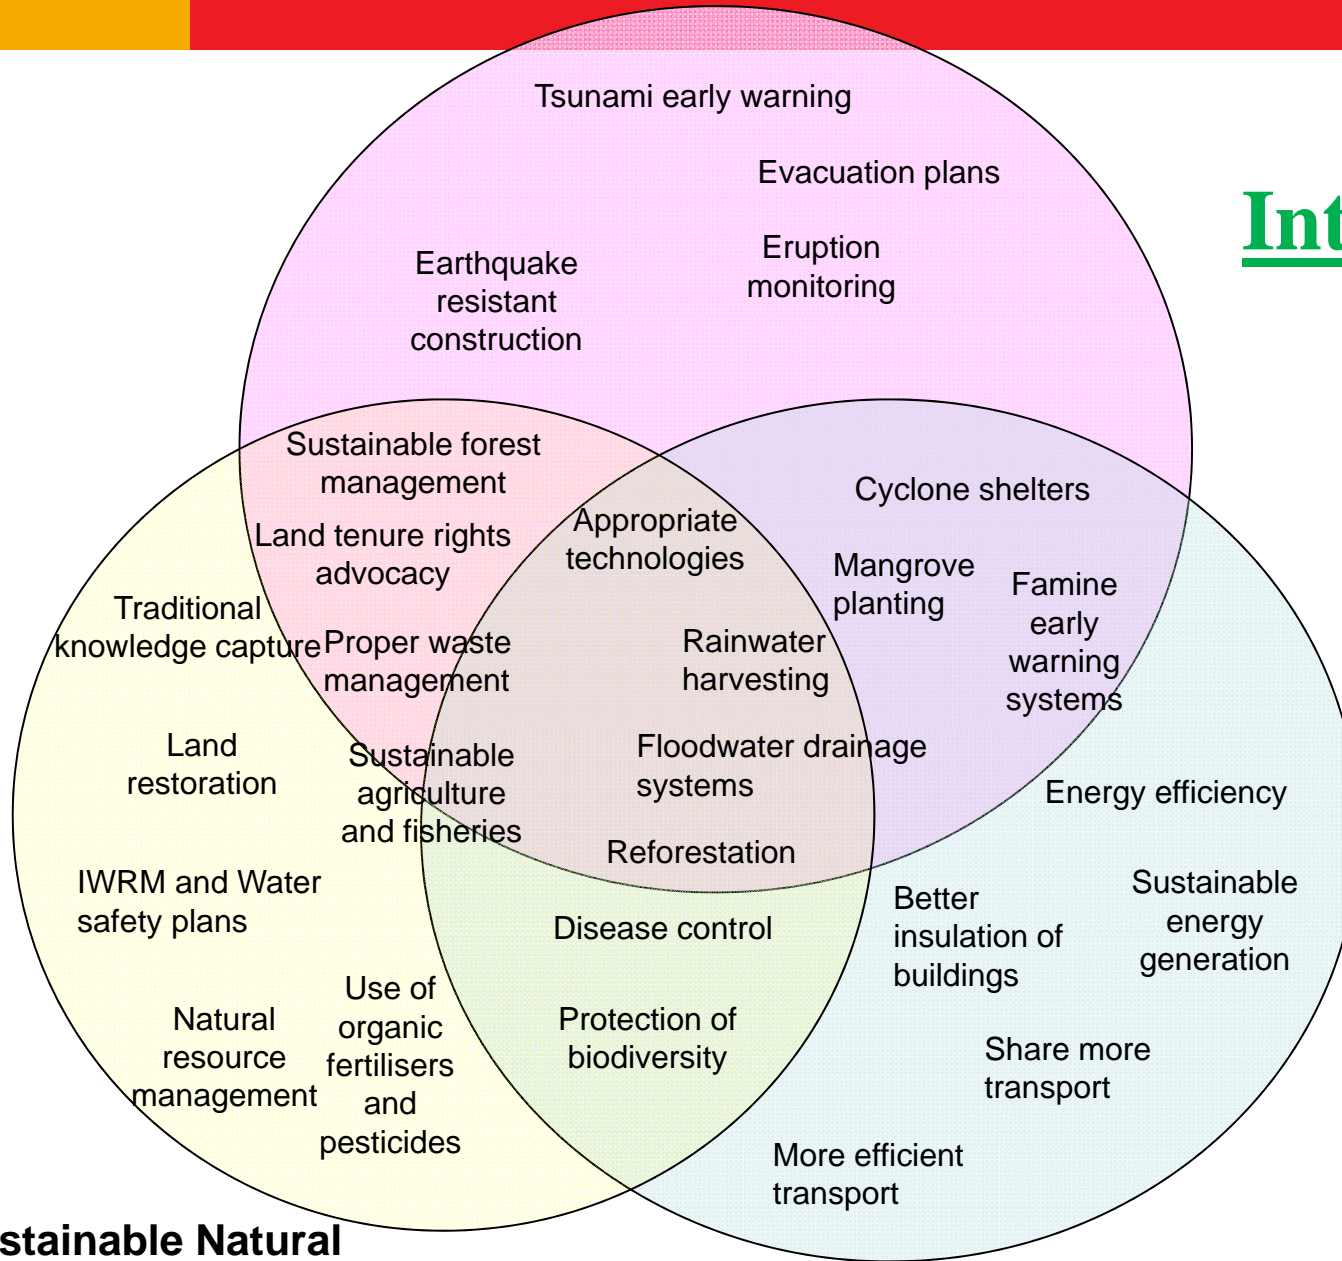 Tsunami early warning
Evacuation plans
Int
Eruption
monitoring
Earthquake
resistant
construction
Sustainable forest
management
Cyclone shelters
Appropriate
technologies
Land tenure rights
advocacy
Mangrove
planting
Famine
early
warning
systems
Traditional
knowledge capture
Proper waste
management
Rainwater
harvesting
Land
restoration
Sustainable
agriculture
and fisheries
Floodwater drainage
systems
Energy efficiency
Reforestation
IWRM and Water
safety plans
Better
insulation of
buildings
Sustainable
energy
generation
Disease control
Natural
resource
management
Use of
organic
fertilisers
and
pesticides
Protection of
biodiversity
Share more
transport
More efficient
transport
stainable Natural